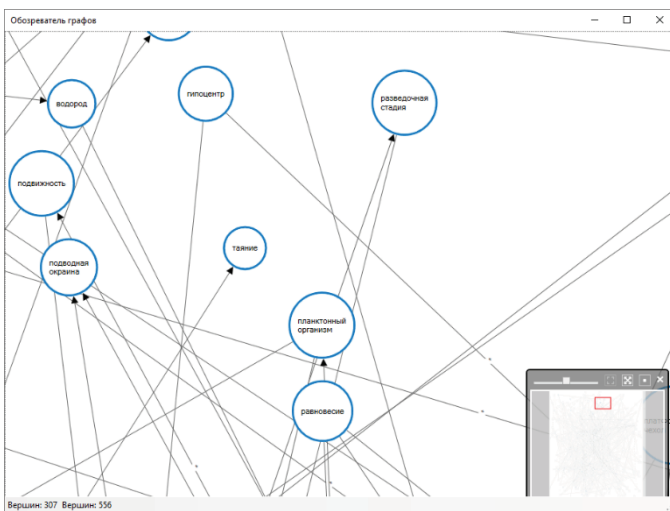 Обозреватель графов
водород
гипоцентр
разведочная
стадия
подвижность
таяние
подводная
окраина
планктонный
организм
равновесие
Вершин: 307 Вершин: 556